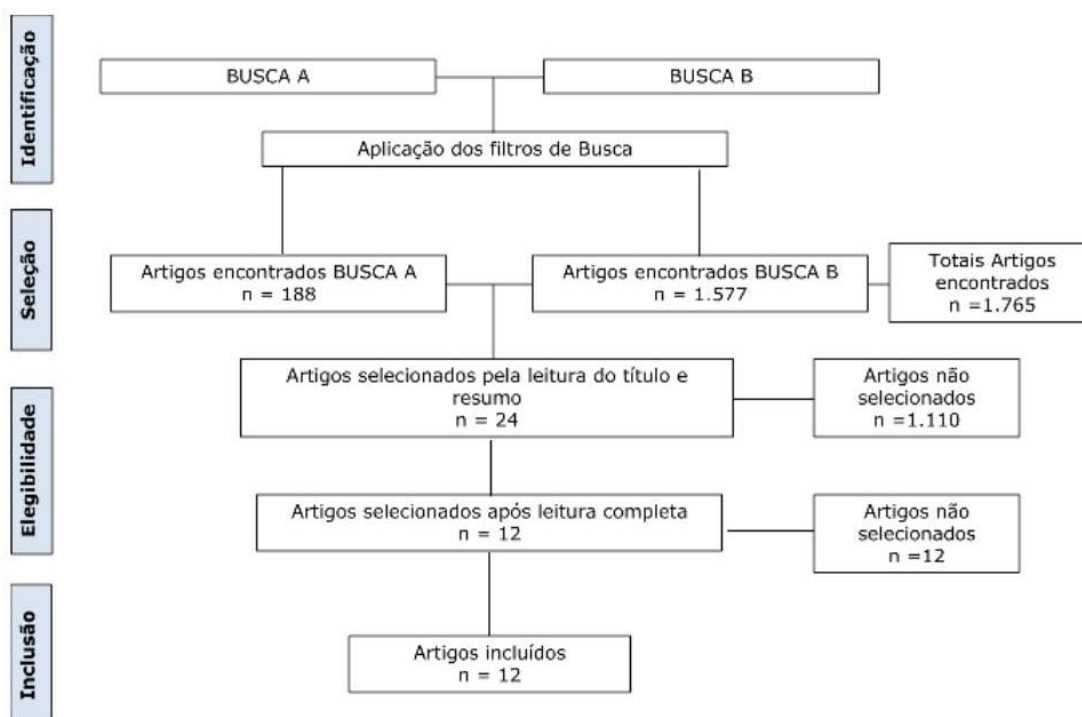 Identificação
BUSCA A
BUSCA B
Aplicação dos filtros de Busca
Seleção
Artigos encontrados BUSCA A
n = 188
Artigos encontrados BUSCA B
n = 1.577
Totais Artigos
encontrados
n =1.765
Elegibilidade
Artigos selecionados pela leitura do título e
resumo
n = 24
Artigos não
selecionados
n =1.110
Artigos selecionados após leitura completa
n = 12
Artigos não
selecionados
n =12
Inclusão
Artigos incluídos
n = 12